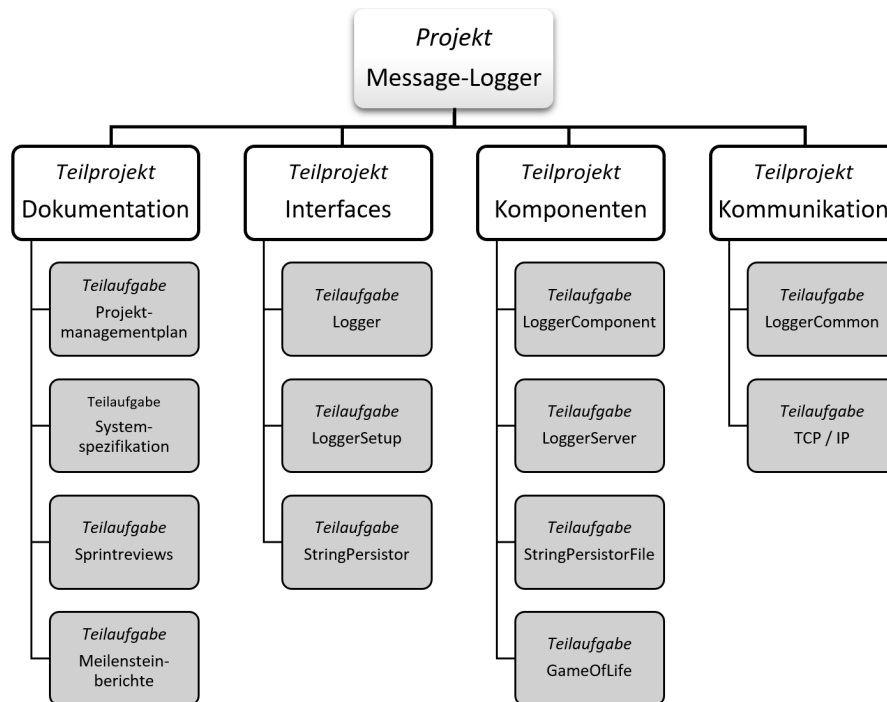 Projekt
Message-Logger
Teilprojekt
Dokumentation
Teilprojekt
Interfaces
Teilprojekt
Komponenten
Teilprojekt
Kommunikation
Teilaufgabe
Projekt-
managementplan
Teilaufgabe
System-
spezifikation
Teilaufgabe
Sprintreviews
Teilaufgabe
Meilenstein-
berichte
Teilaufgabe
Logger
Teilaufgabe
LoggerSetup
Teilaufgabe
StringPersistor
Teilaufgabe
LoggerComponent
Teilaufgabe
LoggerServer
Teilaufgabe
StringPersistorFile
Teilaufgabe
GameOfLife
Teilaufgabe
LoggerCommon
Teilaufgabe
TCP / IP